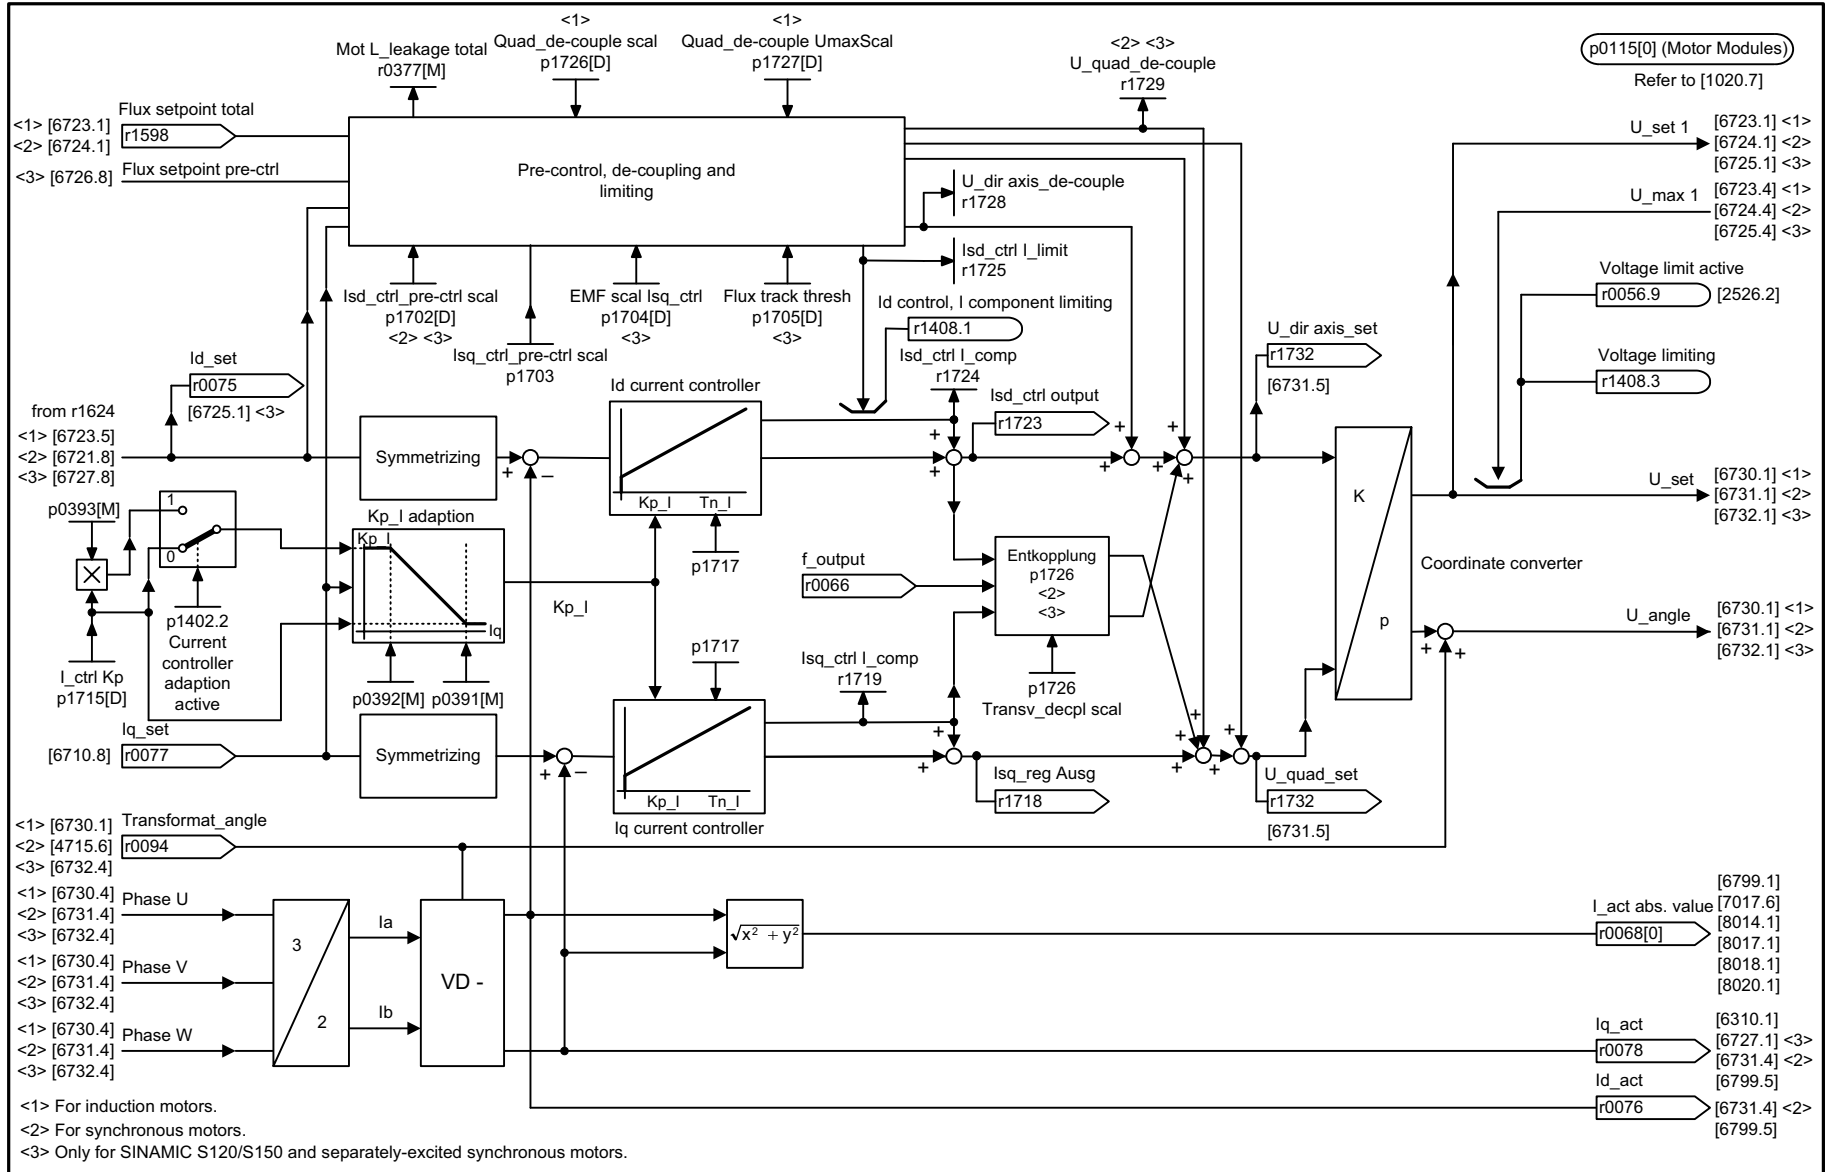 <1>
Quad_de-couple scal
p1726[D]
<1>
Quad_de-couple UmaxScal
p1727[D]
Mot L_leakage total
r0377[M]
<2> <3>
U_quad_de-couple
r1729
p0115[0] (Motor Modules)
Refer to [1020.7]
Flux setpoint total
<1> [6723.1]
<2> [6724.1]
r1598
<3> [6726.8]
Flux setpoint pre-ctrl
Pre-control, de-coupling and
limiting
U_dir axis_de-couple
r1728
Isd_ctrl I_limit
r1725
U_set 1
[6723.1] <1>
[6724.1] <2>
[6725.1] <3>
U_max 1
[6723.4] <1>
[6724.4] <2>
[6725.4] <3>
Isd_ctrl_pre-ctrl scal
p1702[D]
<2> <3>
Isq_ctrl_pre-ctrl scal
p1703
EMF scal Isq_ctrl
p1704[D]
<3>
Flux track thresh
p1705[D]
<3>
Id control, I component limiting
r1408.1
Voltage limit active
r0056.9
[2526.2]
Voltage limiting
r1408.3
U_dir axis_set
r1732
[6731.5]
Id_set
r0075
[6725.1] <3>
from r1624
<1> [6723.5]
<2> [6721.8]
<3> [6727.8]
Symmetrizing
+
–
Id current controller
Kp_I
Tn_I
p1717
Isd_ctrl I_comp
r1724
Isd_ctrl output
r1723
+
+
+
+
+
+
+
p0393[M]
1
0
p1402.2
Current
controller
adaption
active
I_ctrl Kp
p1715[D]
Kp_I adaption
Kp_I
Iq
p0392[M]
p0391[M]
Kp_I
f_output
r0066
Entkopplung
p1726
<2>
<3>
p1726
Transv_decpl scal
K
p
Coordinate converter
U_set
[6730.1] <1>
[6731.1] <2>
[6732.1] <3>
U_angle
[6730.1] <1>
[6731.1] <2>
[6732.1] <3>
+
+
Iq_set
[6710.8]
r0077
Symmetrizing
+
–
p1717
Kp_I
Tn_I
Iq current controller
Isq_ctrl I_comp
r1719
+
+
Isq_reg Ausg
r1718
+
+
+
+
+
U_quad_set
r1732
[6731.5]
Transformat_angle
<1> [6730.1]
<2> [4715.6]
<3> [6732.4]
r0094
<1> [6730.4]
<2> [6731.4]
<3> [6732.4]
Phase U
<1> [6730.4]
<2> [6731.4]
<3> [6732.4]
Phase V
<1> [6730.4]
<2> [6731.4]
<3> [6732.4]
Phase W
3
2
Ia
Ib
VD -
√x² + y²
I_act abs. value
r0068[0]
[6799.1]
[7017.6]
[8014.1]
[8017.1]
[8018.1]
[8020.1]
Iq_act
r0078
[6310.1]
[6727.1] <3>
[6731.4] <2>
[6799.5]
Id_act
r0076
[6731.4] <2>
[6799.5]
<1> For induction motors.
<2> For synchronous motors.
<3> Only for SINAMIC S120/S150 and separately-excited synchronous motors.